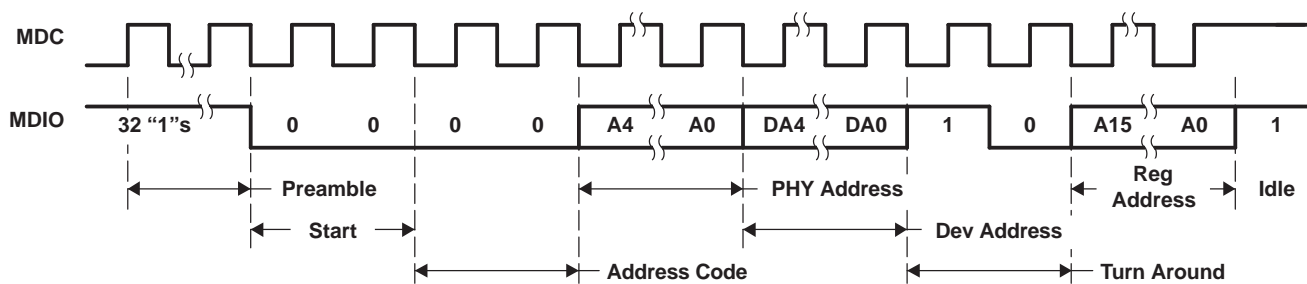 MDC
MDIO
32 “1”s 0 0 0 0 A4 A0 DA4 DA0 1 0 A15 A0 1
Preamble PHY Address Reg Address Idle
Start Dev Address
Address Code Turn Around